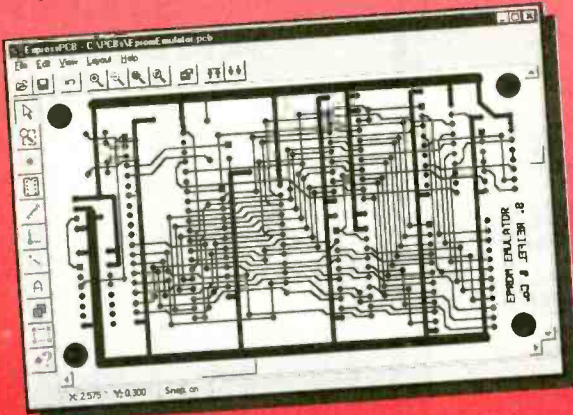 ExpressPCB - C:\PCBs\EpromEmulator.pcb
File Edit View Layout Help
EPROM EMULATOR
X: 2.575" Y: 0.300 Snap: on